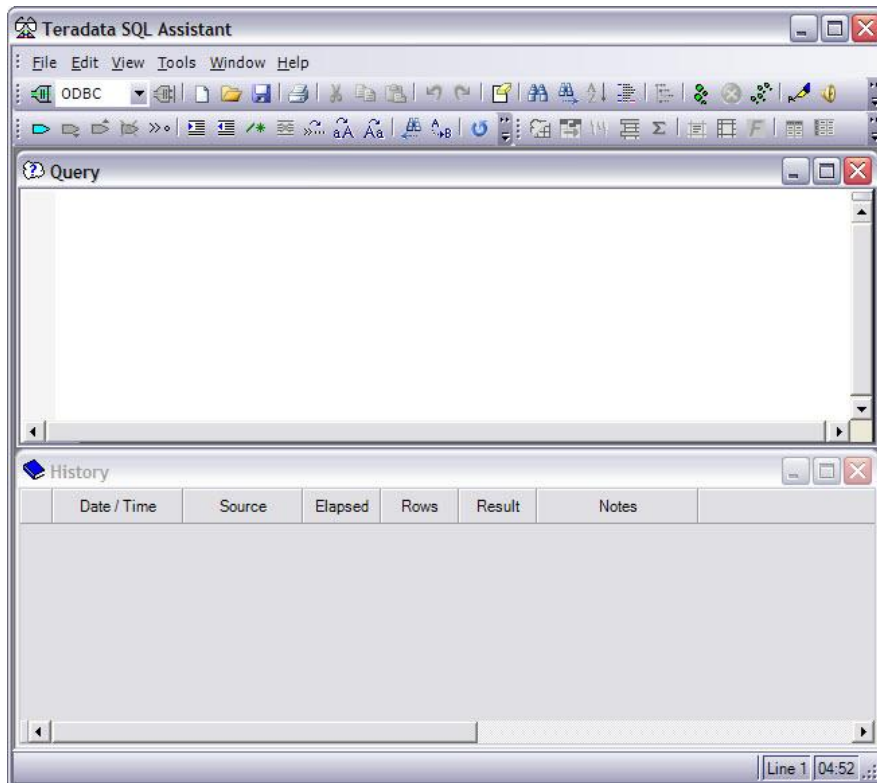 Teradata SQL Assistant
File Edit View Tools Window Help
ODBC
Query
History
Date / Time Source Elapsed Rows Result Notes
Line 1 04:52